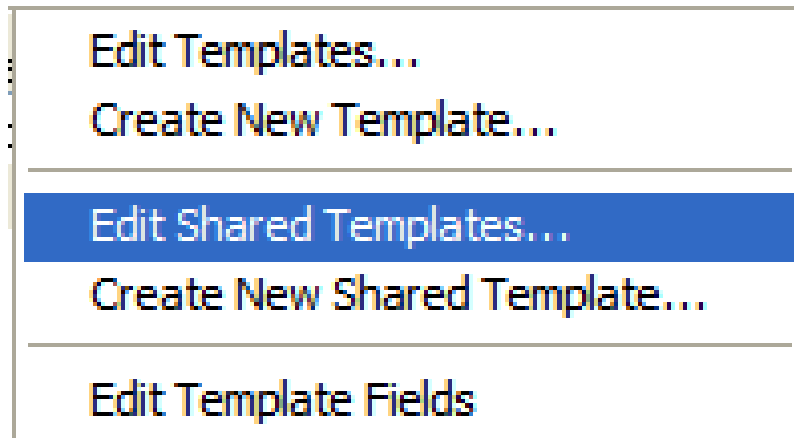 Edit Templates...
Create New Template...
Edit Shared Templates...
Create New Shared Template...
Edit Template Fields